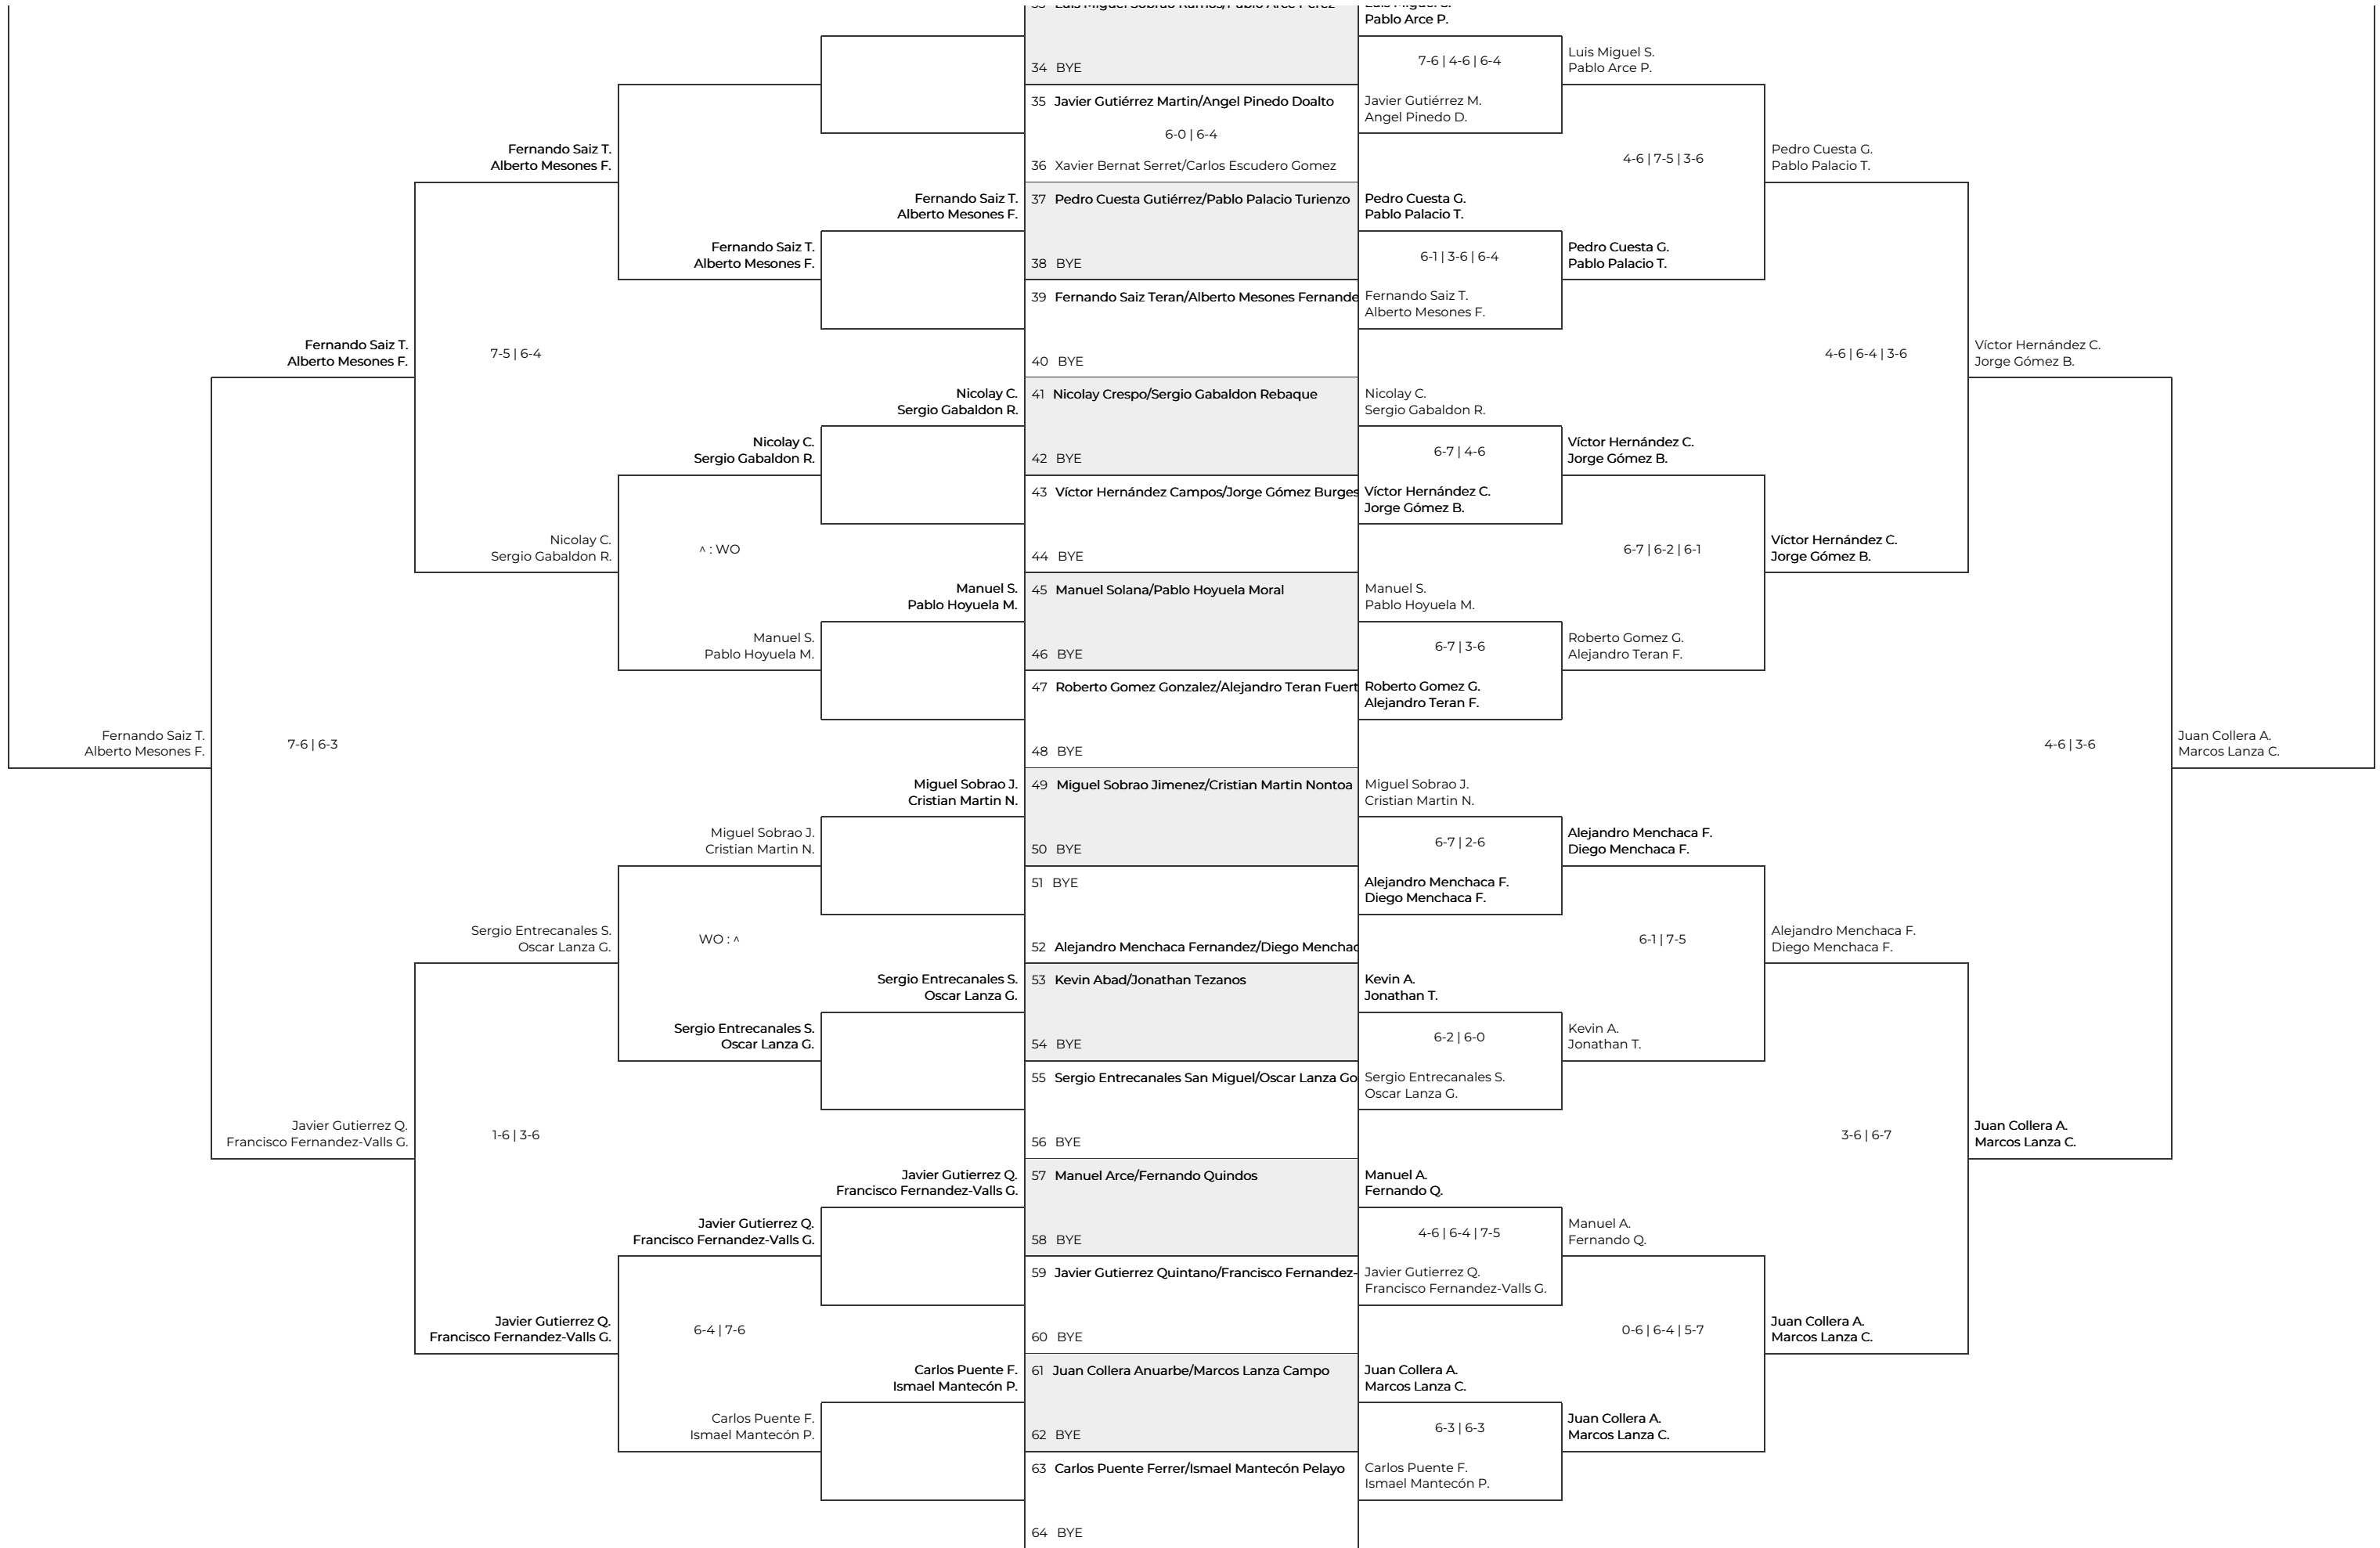 33 Luis Miguel Sobrao Ramos/Pablo Arce Perez
34 BYE
35 Javier Gutiérrez Martin/Angel Pinedo Doalto
6-0 | 6-4
36 Xavier Bernat Serret/Carlos Escudero Gomez
37 Pedro Cuesta Gutiérrez/Pablo Palacio Turienzo
38 BYE
39 Fernando Saiz Teran/Alberto Mesones Fernande
40 BYE
41 Nicolay Crespo/Sergio Gabaldon Rebaque
42 BYE
43 Víctor Hernández Campos/Jorge Gómez Burges
44 BYE
45 Manuel Solana/Pablo Hoyuela Moral
46 BYE
47 Roberto Gomez Gonzalez/Alejandro Teran Fuert
48 BYE
49 Miguel Sobrao Jimenez/Cristian Martin Nontoa
50 BYE
51 BYE
52 Alejandro Menchaca Fernandez/Diego Menchac
53 Kevin Abad/Jonathan Tezanos
54 BYE
55 Sergio Entrecanales San Miguel/Oscar Lanza Go
56 BYE
57 Manuel Arce/Fernando Quindos
58 BYE
59 Javier Gutierrez Quintano/Francisco Fernandez-
60 BYE
61 Juan Collera Anuarbe/Marcos Lanza Campo
62 BYE
63 Carlos Puente Ferrer/Ismael Mantecón Pelayo
64 BYE
Luis Miguel S.
Pablo Arce P.
7-6 | 4-6 | 6-4
Javier Gutiérrez M.
Angel Pinedo D.
Pedro Cuesta G.
Pablo Palacio T.
6-1 | 3-6 | 6-4
Fernando Saiz T.
Alberto Mesones F.
Nicolay C.
Sergio Gabaldon R.
6-7 | 4-6
Víctor Hernández C.
Jorge Gómez B.
Manuel S.
Pablo Hoyuela M.
6-7 | 3-6
Roberto Gomez G.
Alejandro Teran F.
Miguel Sobrao J.
Cristian Martin N.
6-7 | 2-6
Alejandro Menchaca F.
Diego Menchaca F.
Kevin A.
Jonathan T.
6-2 | 6-0
Sergio Entrecanales S.
Oscar Lanza G.
Manuel A.
Fernando Q.
4-6 | 6-4 | 7-5
Javier Gutierrez Q.
Francisco Fernandez-Valls G.
Juan Collera A.
Marcos Lanza C.
6-3 | 6-3
Carlos Puente F.
Ismael Mantecón P.
Luis Miguel S.
Pablo Arce P.
4-6 | 7-5 | 3-6
Pedro Cuesta G.
Pablo Palacio T.
Víctor Hernández C.
Jorge Gómez B.
6-7 | 6-2 | 6-1
Roberto Gomez G.
Alejandro Teran F.
Alejandro Menchaca F.
Diego Menchaca F.
6-1 | 7-5
Kevin A.
Jonathan T.
Manuel A.
Fernando Q.
0-6 | 6-4 | 5-7
Juan Collera A.
Marcos Lanza C.
Pedro Cuesta G.
Pablo Palacio T.
4-6 | 6-4 | 3-6
Víctor Hernández C.
Jorge Gómez B.
Alejandro Menchaca F.
Diego Menchaca F.
3-6 | 6-7
Juan Collera A.
Marcos Lanza C.
Víctor Hernández C.
Jorge Gómez B.
4-6 | 3-6
Juan Collera A.
Marcos Lanza C.
Juan Collera A.
Marcos Lanza C.
Fernando Saiz T.
Alberto Mesones F.
Nicolay C.
Sergio Gabaldon R.
Manuel S.
Pablo Hoyuela M.
Miguel Sobrao J.
Cristian Martin N.
Sergio Entrecanales S.
Oscar Lanza G.
Javier Gutierrez Q.
Francisco Fernandez-Valls G.
Carlos Puente F.
Ismael Mantecón P.
Fernando Saiz T.
Alberto Mesones F.
Nicolay C.
Sergio Gabaldon R.
^ : WO
Manuel S.
Pablo Hoyuela M.
Miguel Sobrao J.
Cristian Martin N.
WO : ^
Sergio Entrecanales S.
Oscar Lanza G.
Javier Gutierrez Q.
Francisco Fernandez-Valls G.
6-4 | 7-6
Carlos Puente F.
Ismael Mantecón P.
Fernando Saiz T.
Alberto Mesones F.
7-5 | 6-4
Nicolay C.
Sergio Gabaldon R.
Sergio Entrecanales S.
Oscar Lanza G.
1-6 | 3-6
Javier Gutierrez Q.
Francisco Fernandez-Valls G.
Fernando Saiz T.
Alberto Mesones F.
7-6 | 6-3
Javier Gutierrez Q.
Francisco Fernandez-Valls G.
Fernando Saiz T.
Alberto Mesones F.